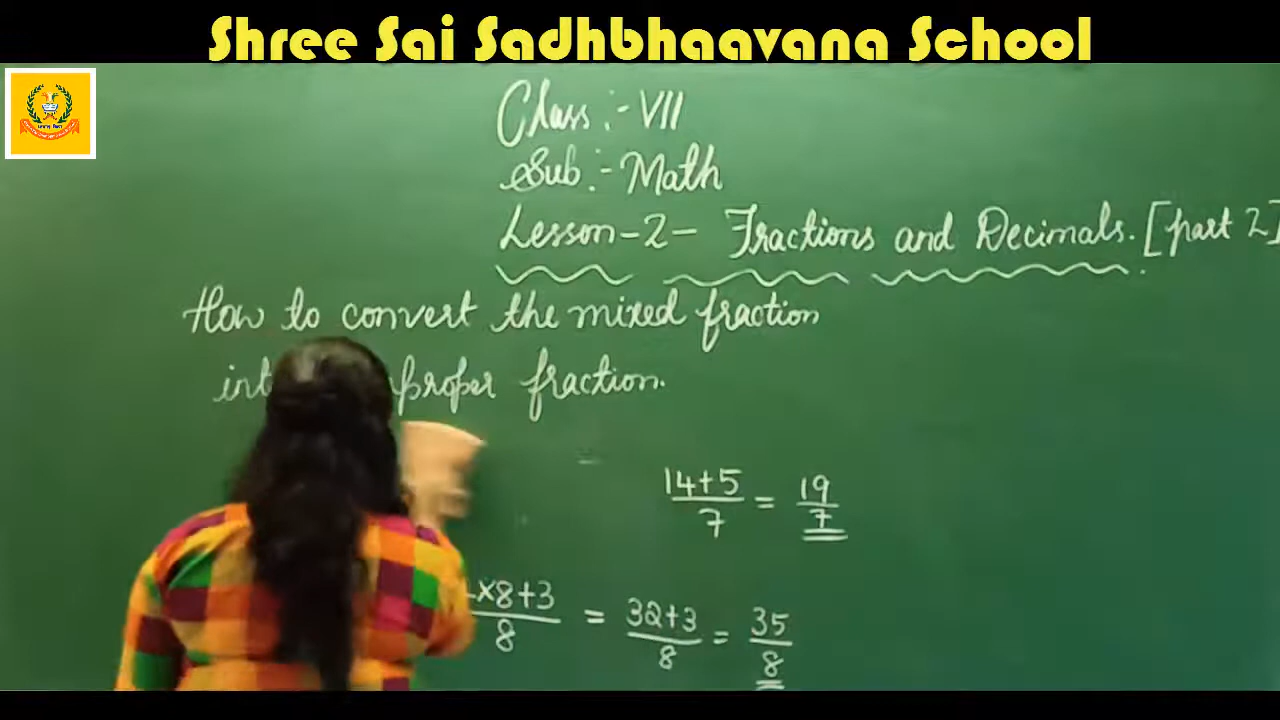 Shree Sai Sadhbhaavana School
Class :- VII
Sub :- Math
Lesson-2- Fractions and Decimals. [part 2]
How to convert the mixed fraction
int proper fraction.
14+5/7 = 19/7
×8+3/8 = 32+3/8 = 35/8